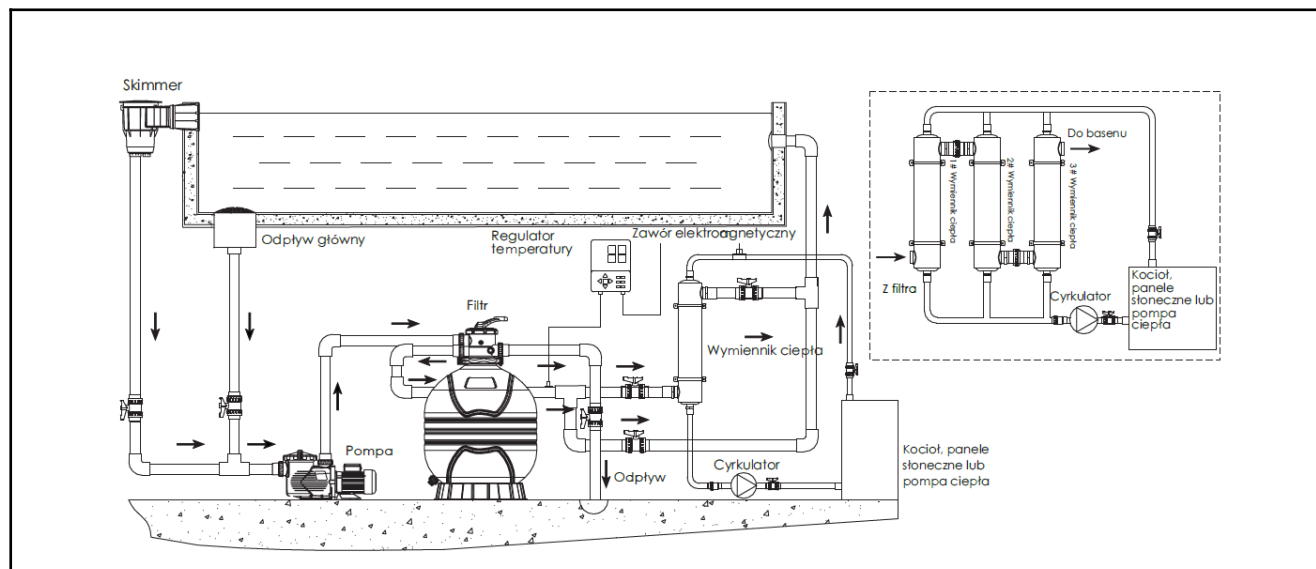 Skimmer
Odpływ główny
Regulator
temperatury
Zawór elektromagnetyczny
Filtr
Pompa
Wymiennik ciepła
Odpływ
Cyrkulator
Kocioł, panele
słoneczne lub
pompa ciepła
Do basenu
1# Wymiennik ciepła
2# Wymiennik ciepła
3# Wymiennik ciepła
Z filtra
Cyrkulator
Kocioł,
panele
słoneczne lub
pompa
ciepła